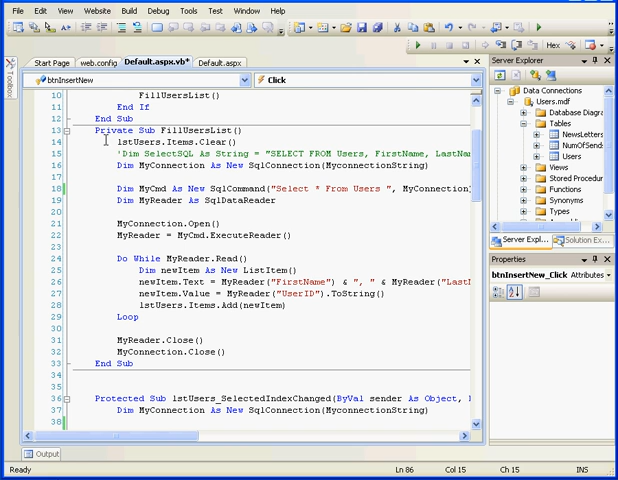 File Edit View Website Build Debug Tools Test Window Help
Hex
Start Page web.config Default.aspx.vb* Default.aspx
btnInsertNew Click
10 FillUsersList()
11 End If
12 End Sub
13 Private Sub FillUsersList()
14 lstUsers.Items.Clear()
15 'Dim SelectSQL As String = "SELECT FROM Users, FirstName, LastNam
16 Dim MyConnection As New SqlConnection(MyconnectionString)
17
18 Dim MyCmd As New SqlCommand("Select * From Users ", MyConnection)
19 Dim MyReader As SqlDataReader
20
21 MyConnection.Open()
22 MyReader = MyCmd.ExecuteReader()
23
24 Do While MyReader.Read()
25 Dim newItem As New ListItem()
26 newItem.Text = MyReader("FirstName") & ", " & MyReader("LastN
27 newItem.Value = MyReader("UserID").ToString()
28 lstUsers.Items.Add(newItem)
29 Loop
30
31 MyReader.Close()
32 MyConnection.Close()
33 End Sub
34
35
36 Protected Sub lstUsers_SelectedIndexChanged(ByVal sender As Object,
37 Dim MyConnection As New SqlConnection(MyconnectionString)
38
Toolbox
Server Explorer
Data Connections
Users.mdf
Database Diagra
Tables
NewsLetters
NumOfSend
Users
Views
Stored Procedur
Functions
Synonyms
Types
Server Expl... Solution Ex...
Properties
btnInsertNew_Click Attributes
Output
Ready Ln 86 Col 15 Ch 15 INS